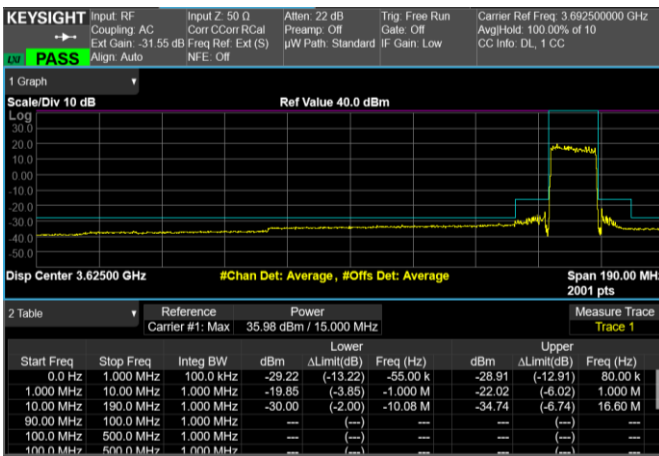 KEYSIGHT Input: RF Input Z: 50 Ω Atten: 22 dB Trig: Free Run Carrier Ref Freq: 3.692500000 GHz
Coupling: AC Corr CCorr RCal Preamp: Off Gate: Off Avg|Hold: 100.00% of 10
Ext Gain: -31.55 dB Freq Ref: Ext (S) µW Path: Standard IF Gain: Low CC Info: DL, 1 CC
LXI PASS Align: Auto NFE: Off
1 Graph
Scale/Div 10 dB Ref Value 40.0 dBm
Log
30.0
20.0
10.0
0.00
-10.0
-20.0
-30.0
-40.0
-50.0
Disp Center 3.62500 GHz #Chan Det: Average , #Offs Det: Average Span 190.00 MHz
2001 pts
2 Table Reference Power Measure Trace
Carrier #1: Max 35.98 dBm / 15.000 MHz Trace 1
Lower Upper
Start Freq Stop Freq Integ BW dBm ΔLimit(dB) Freq (Hz) dBm ΔLimit(dB) Freq (Hz)
0.0 Hz 1.000 MHz 100.0 kHz -29.22 (-13.22) -55.00 k -28.91 (-12.91) 80.00 k
1.000 MHz 10.00 MHz 1.000 MHz -19.85 (-3.85) -1.000 M -22.02 (-6.02) 1.000 M
10.00 MHz 190.0 MHz 1.000 MHz -30.00 (-2.00) -10.08 M -34.74 (-6.74) 16.60 M
90.00 MHz 100.0 MHz 1.000 MHz --- (---) --- --- (---) ---
100.0 MHz 500.0 MHz 1.000 MHz --- (---) --- --- (---) ---
100.0 MHz 500.0 MHz 1.000 MHz --- (---) --- --- (---) ---